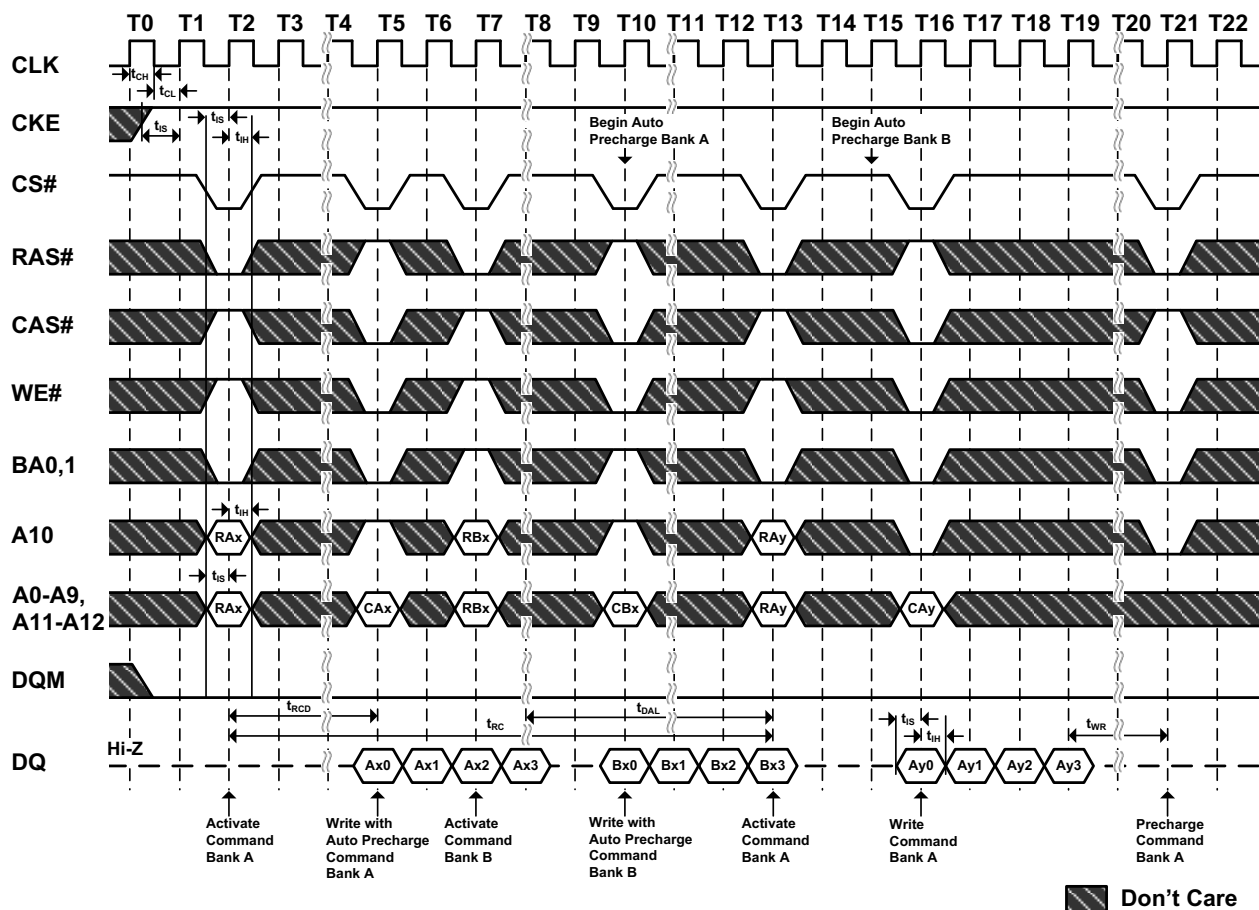 T0 T1 T2 T3 T4 T5 T6 T7 T8 T9 T10 T11 T12 T13 T14 T15 T16 T17 T18 T19 T20 T21 T22
CLK
tCH
tCL
CKE
tIS
tIS
tIH
Begin Auto
Precharge Bank A
Begin Auto
Precharge Bank B
CS#
RAS#
CAS#
WE#
BA0,1
A10
tIH
RAx RBx RAy
tIS
A0-A9,
A11-A12
RAx CAx RBx CBx RAy CAy
DQM
tRCD
tDAL
tRC
tIS
tIH
tWR
Hi-Z
DQ
Ax0 Ax1 Ax2 Ax3 Bx0 Bx1 Bx2 Bx3 Ay0 Ay1 Ay2 Ay3
Activate
Command
Bank A
Write with
Auto Precharge
Command
Bank A
Activate
Command
Bank B
Write with
Auto Precharge
Command
Bank B
Activate
Command
Bank A
Write
Command
Bank A
Precharge
Command
Bank A
Don't Care